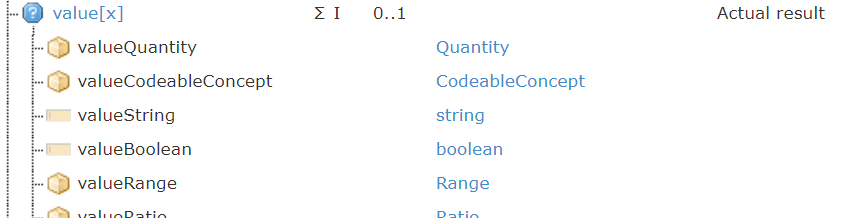 value[x] Σ I 0..1 Actual result
valueQuantity Quantity
valueCodeableConcept CodeableConcept
valueString string
valueBoolean boolean
valueRange Range
valueRatio Ratio